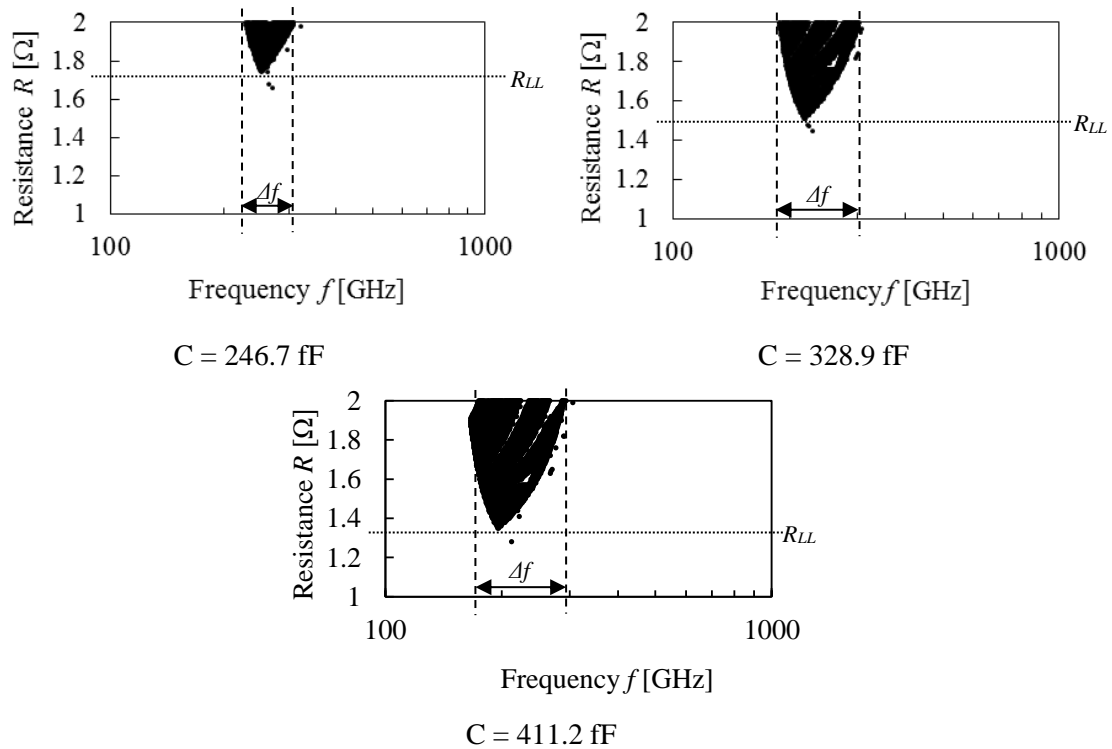 Resistance R [Ω]
2
1.8
1.6
1.4
1.2
1
R_LL
Δf
100
1000
Frequency f [GHz]
C = 246.7 fF
Resistance R [Ω]
2
1.8
1.6
1.4
1.2
1
R_LL
Δf
100
1000
Frequency f [GHz]
C = 328.9 fF
Resistance R [Ω]
2
1.8
1.6
1.4
1.2
1
R_LL
Δf
100
1000
Frequency f [GHz]
C = 411.2 fF